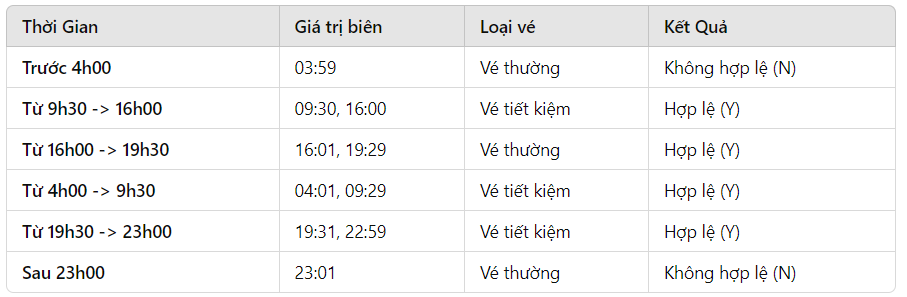 Thời Gian Giá trị biên Loại vé Kết Quả
Trước 4h00 03:59 Vé thường Không hợp lệ (N)
Từ 9h30 -> 16h00 09:30, 16:00 Vé tiết kiệm Hợp lệ (Y)
Từ 16h00 -> 19h30 16:01, 19:29 Vé thường Hợp lệ (Y)
Từ 4h00 -> 9h30 04:01, 09:29 Vé tiết kiệm Hợp lệ (Y)
Từ 19h30 -> 23h00 19:31, 22:59 Vé tiết kiệm Hợp lệ (Y)
Sau 23h00 23:01 Vé thường Không hợp lệ (N)